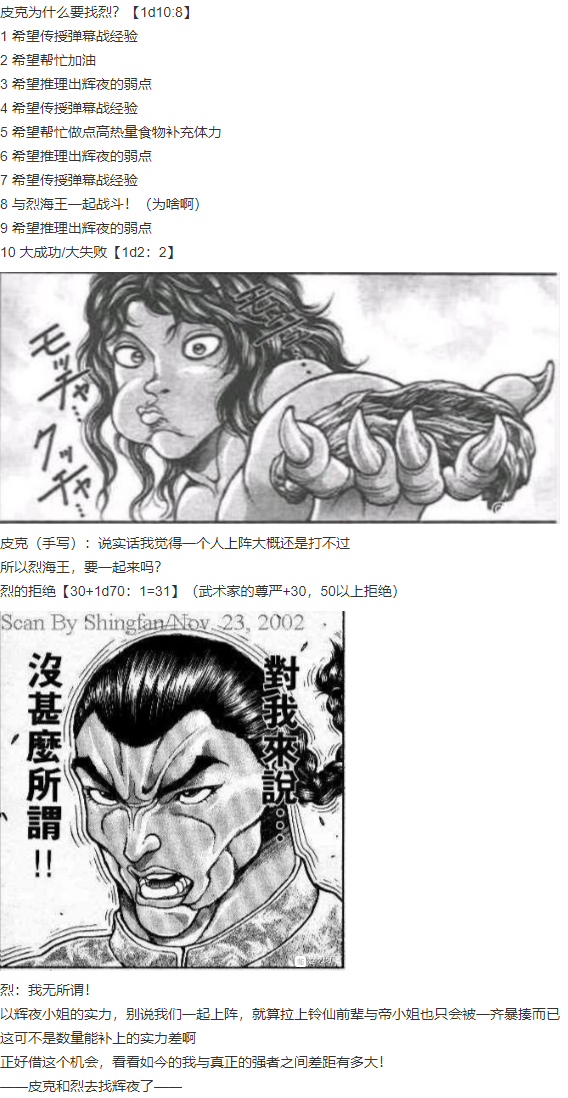 皮克为什么要找烈？【1d10:8】
1 希望传授弹幕战经验
2 希望帮忙加油
3 希望推理出辉夜的弱点
4 希望传授弹幕战经验
5 希望帮忙做点高热量食物补充体力
6 希望推理出辉夜的弱点
7 希望传授弹幕战经验
8 与烈海王一起战斗！（为啥啊）
9 希望推理出辉夜的弱点
10 大成功/大失败【1d2：2】
モッチャ…
モニュ…
クッチャ…
皮克（手写）：说实话我觉得一个人上阵大概还是打不过
所以烈海王，要一起来吗？
烈的拒绝【30+1d70：1=31】（武术家的尊严+30，50以上拒绝）
Scan By Shingfan/Nov. 23, 2002
對我來說…
沒甚麼所謂!!
烈：我无所谓！
以辉夜小姐的实力，别说我们一起上阵，就算拉上铃仙前辈与帝小姐也只会被一齐暴揍而已
这可不是数量能补上的实力差啊
正好借这个机会，看看如今的我与真正的强者之间差距有多大！
——皮克和烈去找辉夜了——